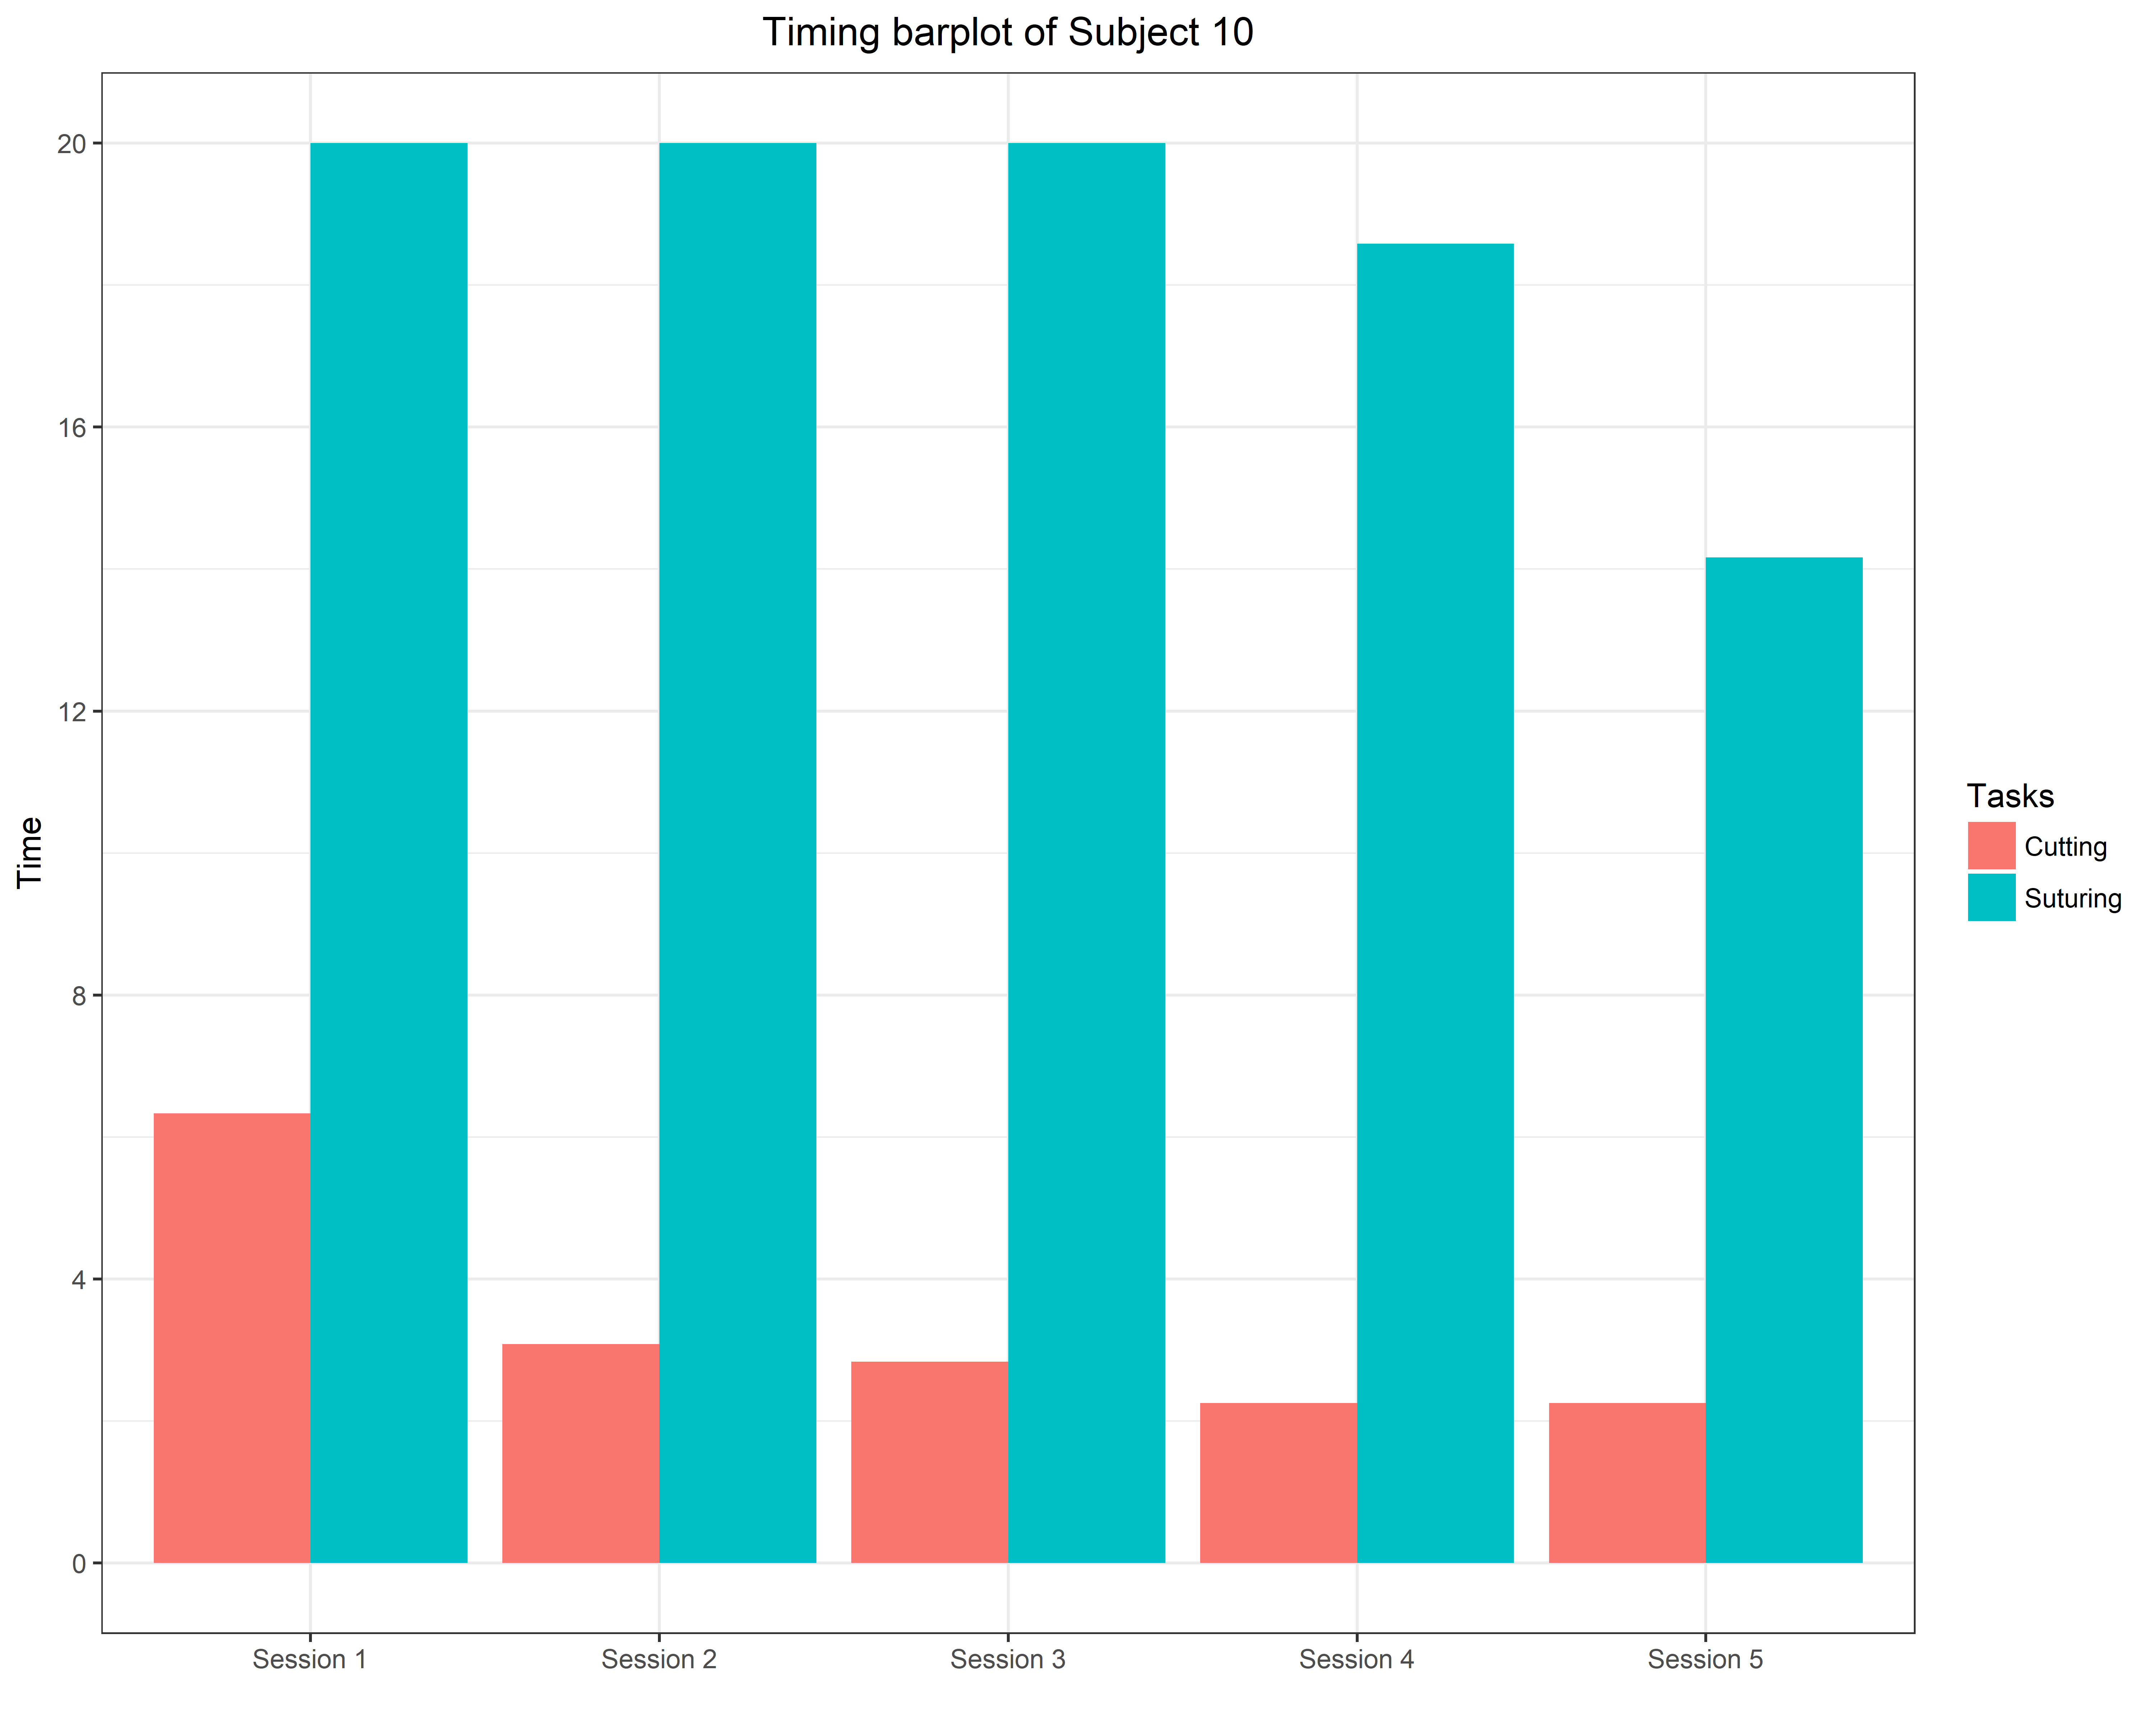 Timing barplot of Subject 10
20
16
12
8
4
0
Time
Session 1
Session 2
Session 3
Session 4
Session 5
Tasks
Cutting
Suturing